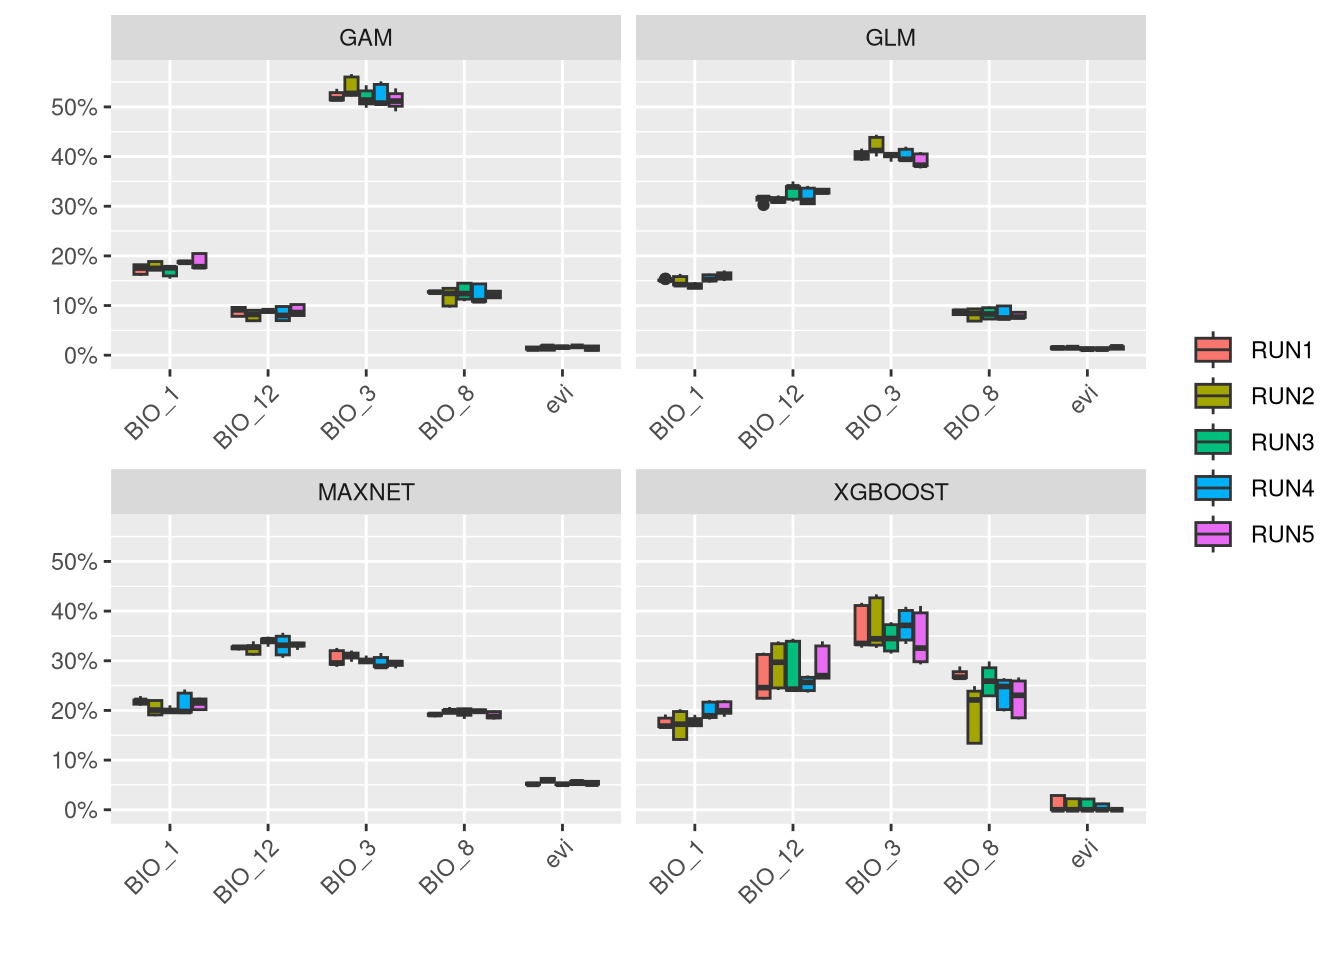 GAM
GLM
50%
40%
30%
20%
10%
0%
BIO_1
BIO_12
BIO_3
BIO_8
evi
BIO_1
BIO_12
BIO_3
BIO_8
evi
MAXNET
XGBOOST
50%
40%
30%
20%
10%
0%
BIO_1
BIO_12
BIO_3
BIO_8
evi
BIO_1
BIO_12
BIO_3
BIO_8
evi
RUN1
RUN2
RUN3
RUN4
RUN5